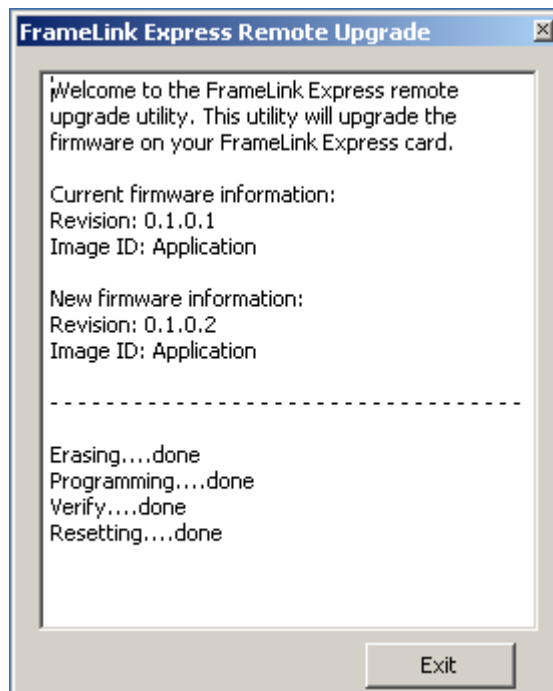 FrameLink Express Remote Upgrade
Welcome to the FrameLink Express remote
upgrade utility. This utility will upgrade the
firmware on your FrameLink Express card.
Current firmware information:
Revision: 0.1.0.1
Image ID: Application
New firmware information:
Revision: 0.1.0.2
Image ID: Application
- - - - - - - - - - - - - - - - - - - - - - - - - - - - - - - - - - -
Erasing....done
Programming....done
Verify....done
Resetting....done
Exit